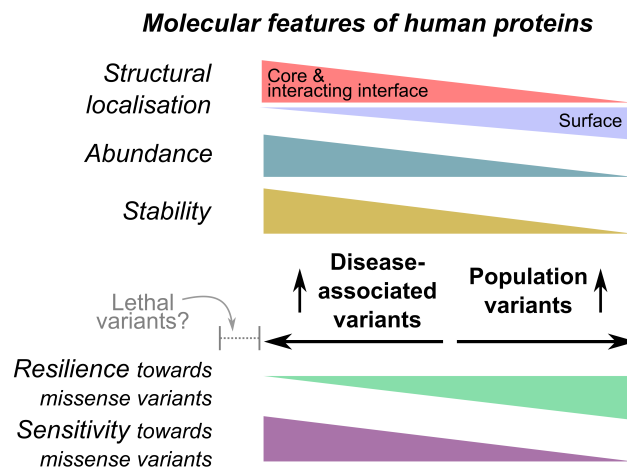 Molecular features of human proteins
Structural
localisation
Core &
interacting interface
Surface
Abundance
Stability
Disease-
associated
variants
Population
variants
Lethal
variants?
Resilience towards
missense variants
Sensitivity towards
missense variants